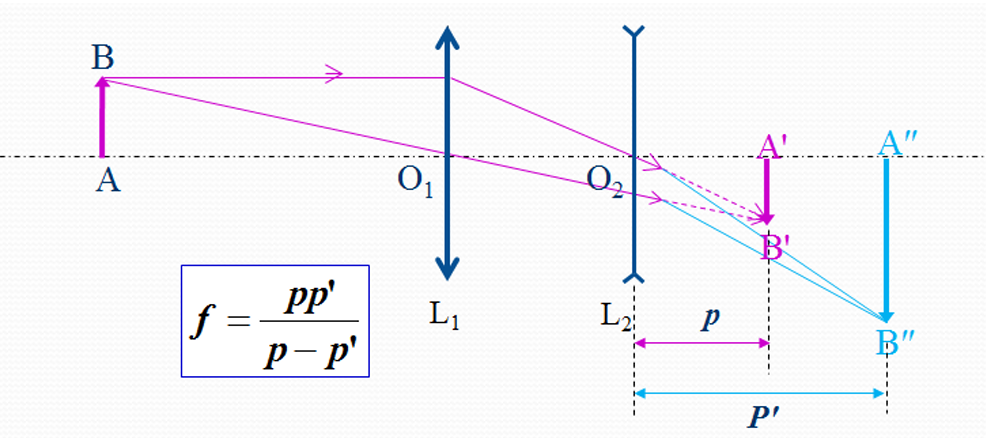 B
A
O₁
O₂
A'
A″
B'
B″
L₁
L₂
p
P'
f = pp' / p − p'